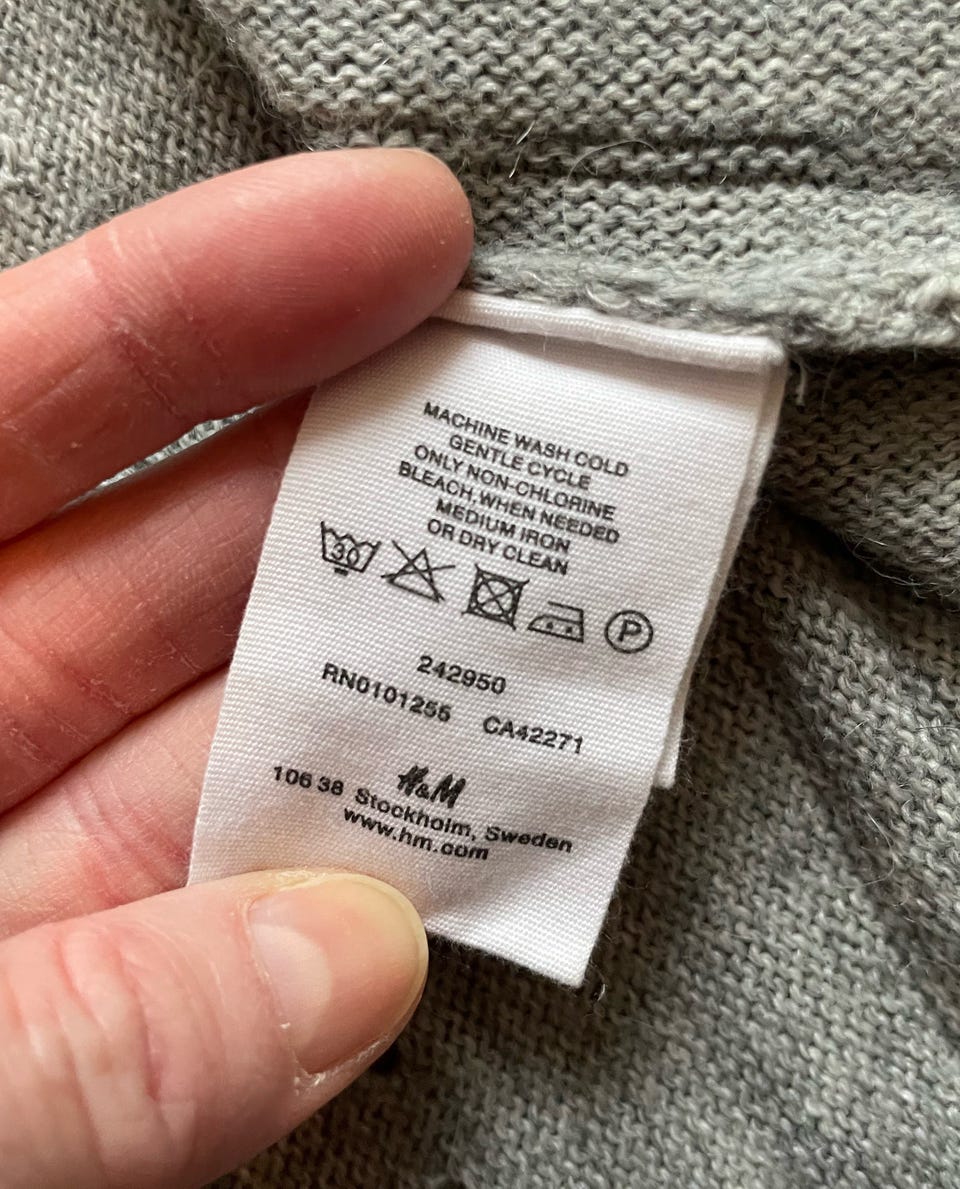 MACHINE WASH COLD
GENTLE CYCLE
ONLY NON-CHLORINE
BLEACH, WHEN NEEDED
MEDIUM IRON
OR DRY CLEAN
30 P
242950
RN0101255 CA42271
H&M
106 38 Stockholm, Sweden
www.hm.com